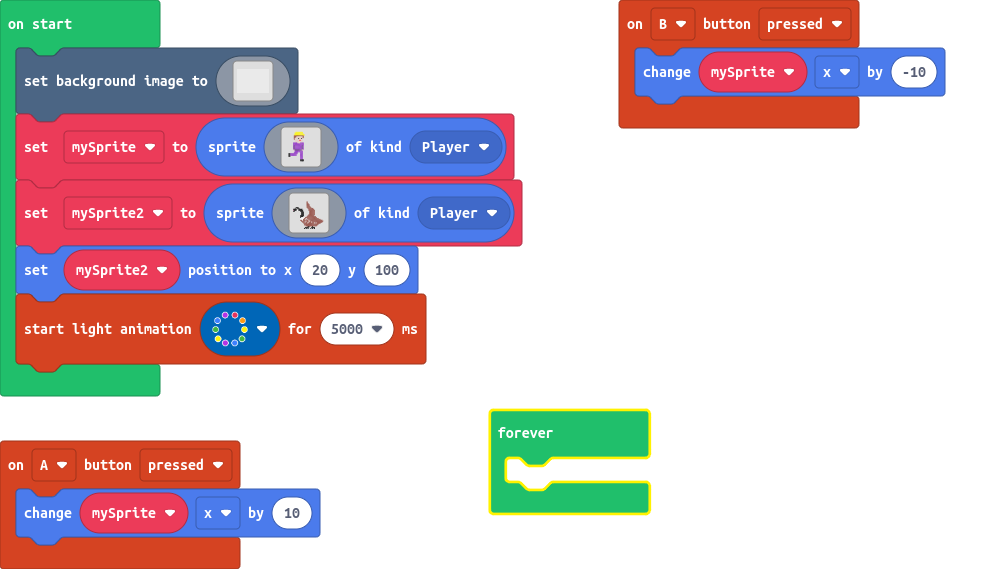 on start
set background image to
set mySprite to sprite of kind Player
set mySprite2 to sprite of kind Player
set mySprite2 position to x 20 y 100
start light animation for 5000 ms
on A button pressed
change mySprite x by 10
on B button pressed
change mySprite x by -10
forever